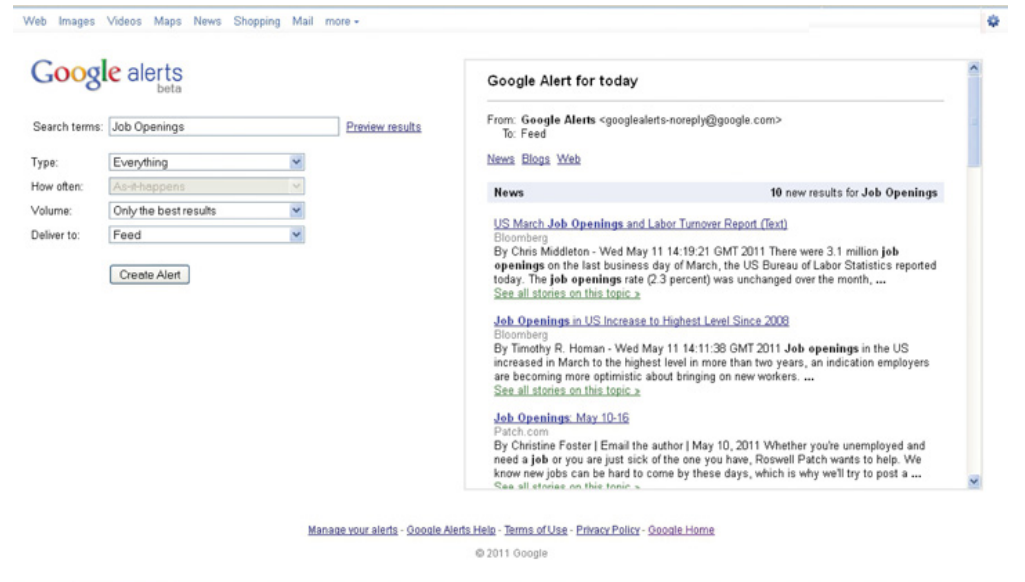 Web Images Videos Maps News Shopping Mail more
Google alerts
beta
Search terms: Job Openings Preview results
Type: Everything
How often: As-it-happens
Volume: Only the best results
Deliver to: Feed
Create Alert
Google Alert for today
From: Google Alerts <googlealerts-noreply@google.com>
To: Feed
News Blogs Web
News 10 new results for Job Openings
US March Job Openings and Labor Turnover Report (Text)
Bloomberg
By Chris Middleton - Wed May 11 14:19:21 GMT 2011 There were 3.1 million job
openings on the last business day of March, the US Bureau of Labor Statistics reported
today. The job openings rate (2.3 percent) was unchanged over the month, ...
See all stories on this topic »
Job Openings in US Increase to Highest Level Since 2008
Bloomberg
By Timothy R. Homan - Wed May 11 14:11:38 GMT 2011 Job openings in the US
increased in March to the highest level in more than two years, an indication employers
are becoming more optimistic about bringing on new workers. ...
See all stories on this topic »
Job Openings: May 10-16
Patch.com
By Christine Foster | Email the author | May 10, 2011 Whether you're unemployed and
need a job or you are just sick of the one you have, Roswell Patch wants to help. We
know new jobs can be hard to come by these days, which is why we'll try to post a ...
See all stories on this topic »
Manage your alerts - Google Alerts Help - Terms of Use - Privacy Policy - Google Home
© 2011 Google